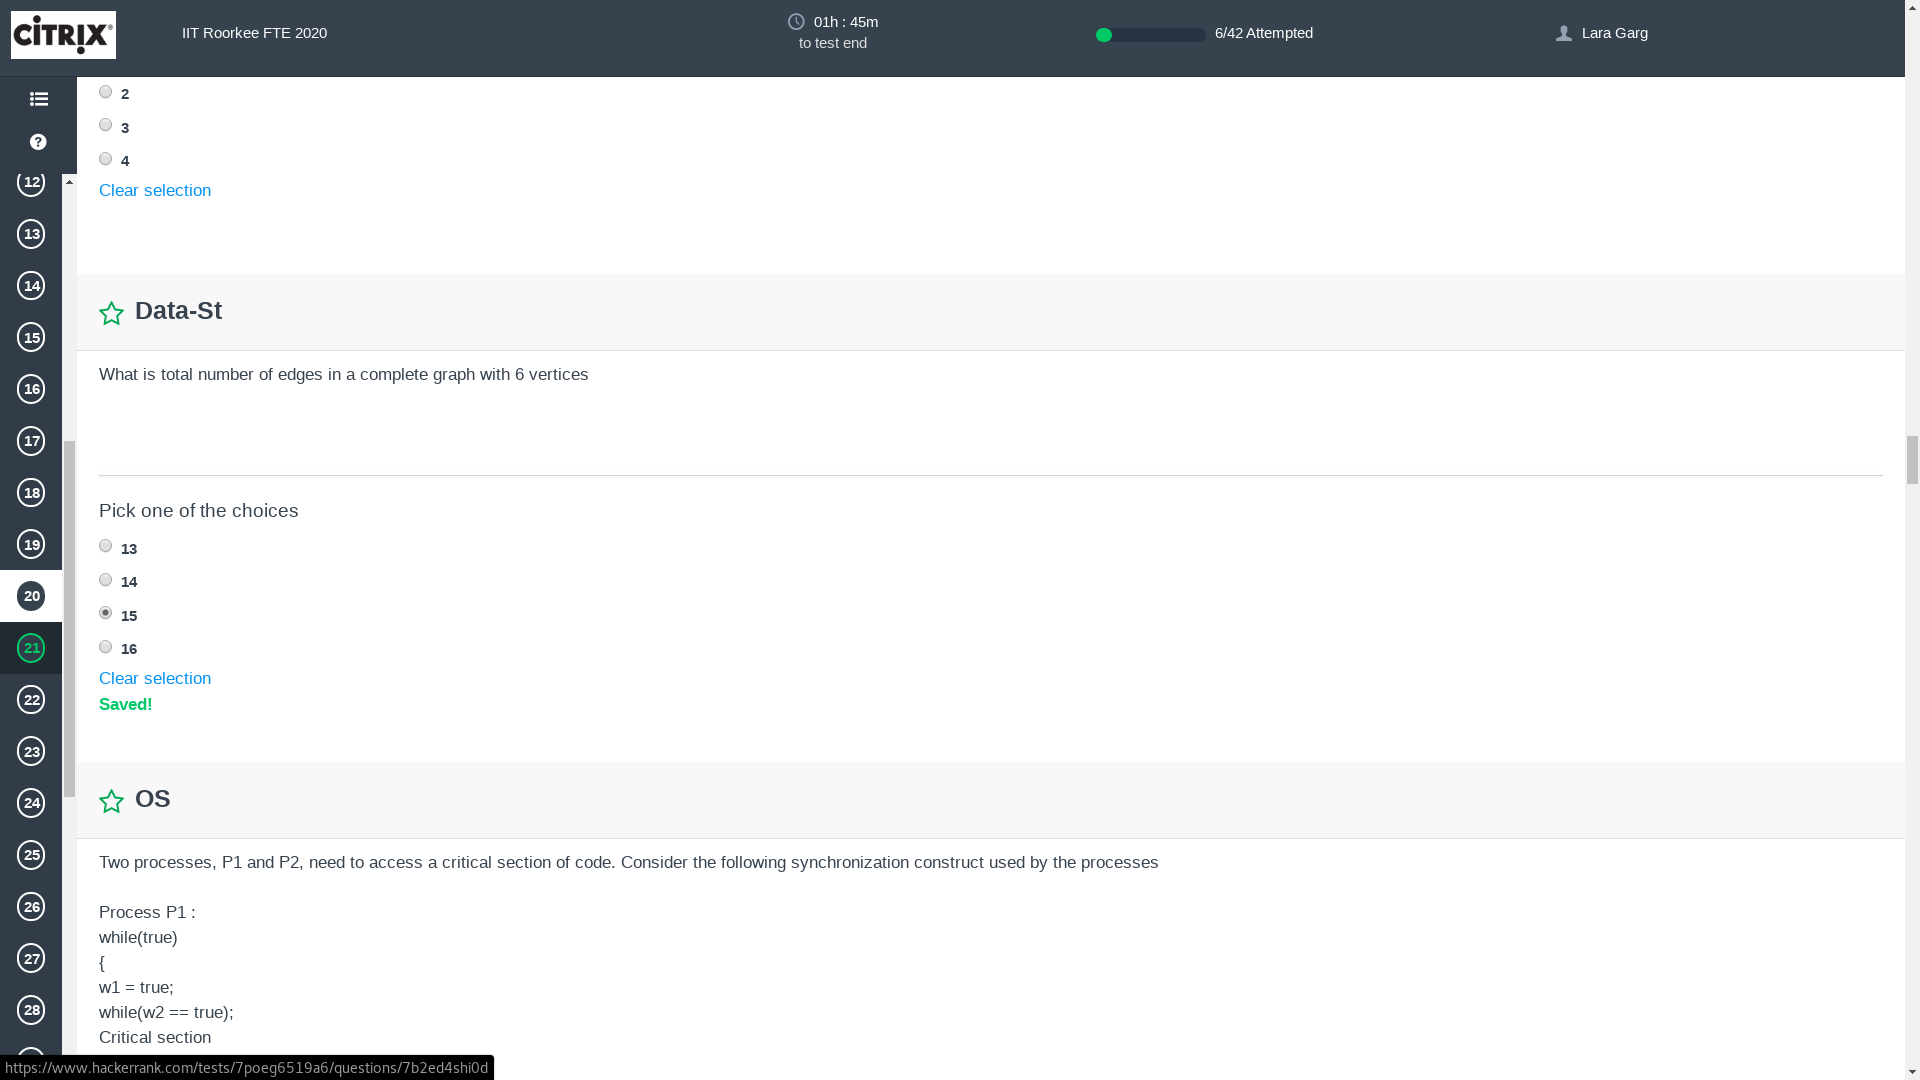 CITRIX®
IIT Roorkee FTE 2020
01h : 45m
to test end
6/42 Attempted
Lara Garg
12
13
14
15
16
17
18
19
20
21
22
23
24
25
26
27
28
2
3
4
Clear selection
Data-St
What is total number of edges in a complete graph with 6 vertices
Pick one of the choices
13
14
15
16
Clear selection
Saved!
OS
Two processes, P1 and P2, need to access a critical section of code. Consider the following synchronization construct used by the processes
Process P1 :
while(true)
{
w1 = true;
while(w2 == true);
Critical section
https://www.hackerrank.com/tests/7poeg6519a6/questions/7b2ed4shi0d